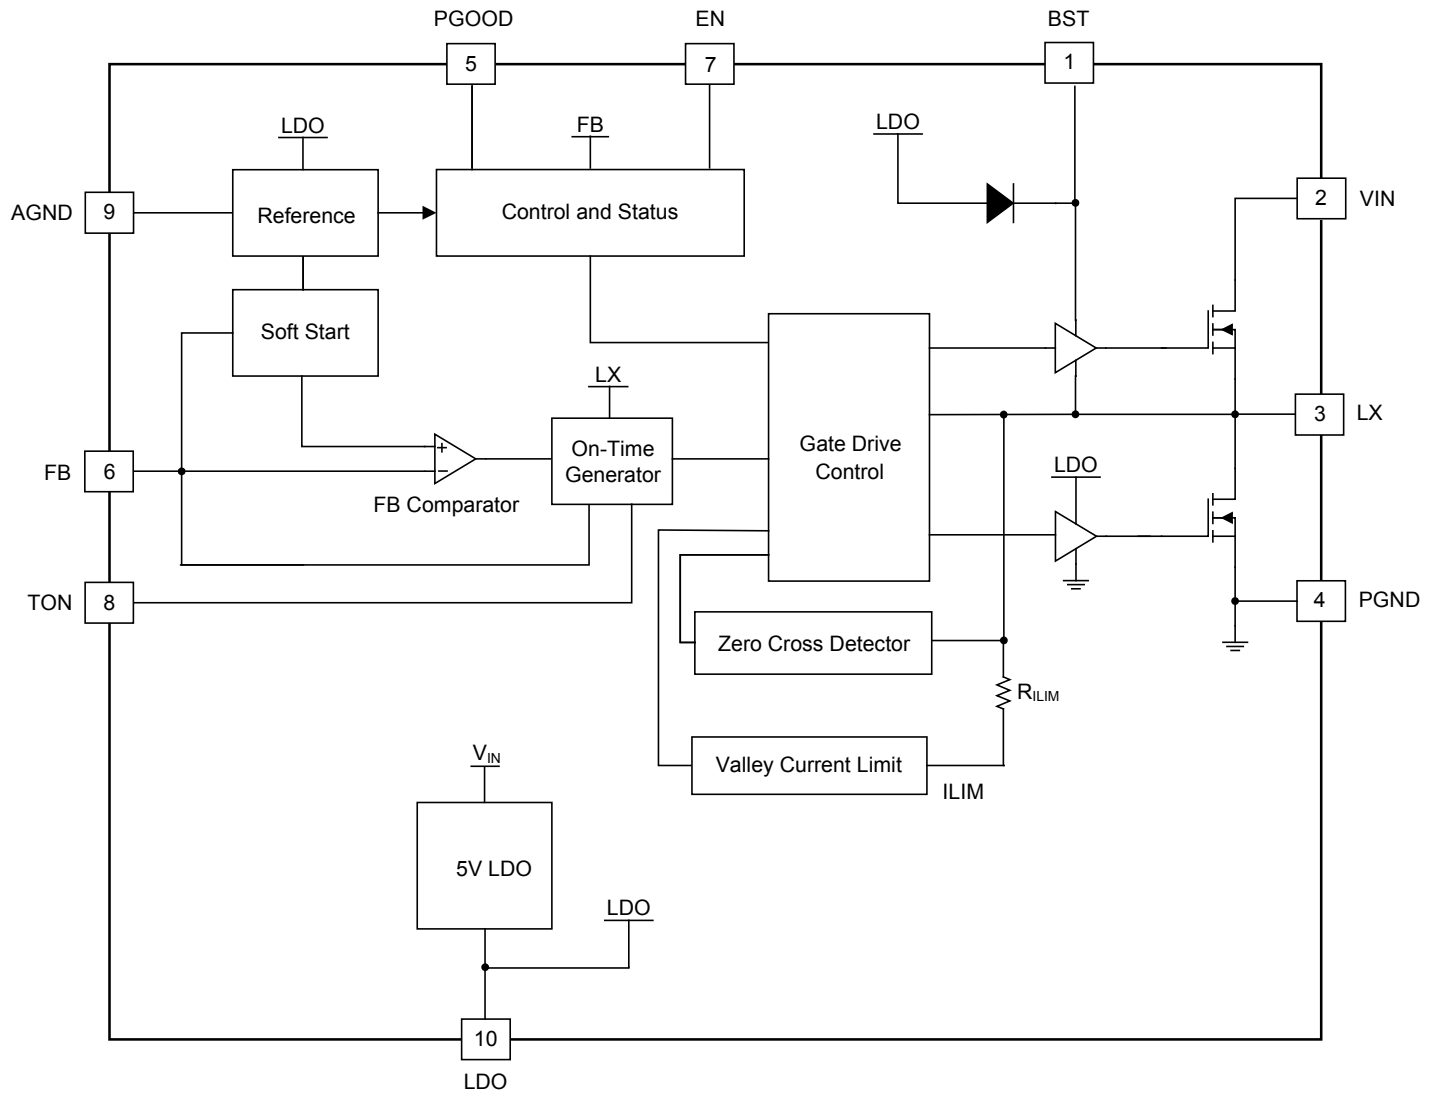 PGOOD
EN
BST
5
7
1
LDO
FB
LDO
AGND
9
Reference
Control and Status
2
VIN
Soft Start
LX
3
LX
FB
6
+
−
FB Comparator
On-Time
Generator
Gate Drive
Control
LDO
TON
8
4
PGND
Zero Cross Detector
RILIM
Valley Current Limit
ILIM
VIN
5V LDO
LDO
10
LDO